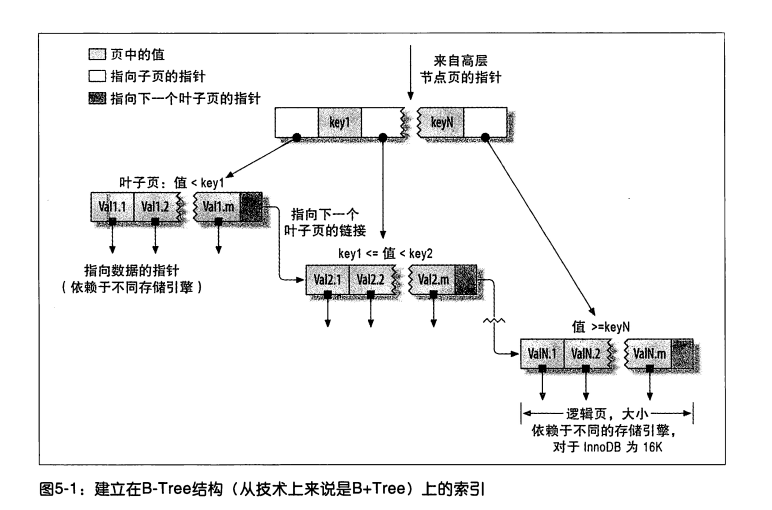 页中的值
指向子页的指针
指向下一个叶子页的指针
来自高层
节点页的指针
key1
keyN
叶子页：值 < key1
Val1.1
Val1.2
Val1.m
指向下一个
叶子页的链接
指向数据的指针
（依赖于不同存储引擎）
key1 <= 值 < key2
Val2.1
Val2.2
Val2.m
值 >=keyN
ValN.1
ValN.2
ValN.m
逻辑页，大小
依赖于不同的存储引擎，
对于 InnoDB 为 16K
图5-1：建立在B-Tree结构（从技术上来说是B+Tree）上的索引